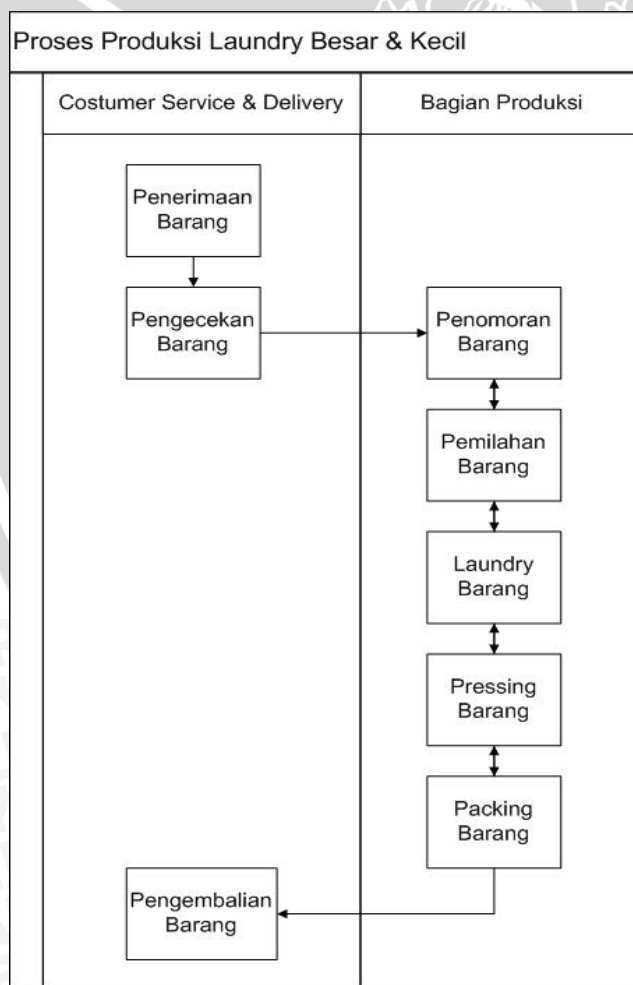 Proses Produksi Laundry Besar & Kecil
Costumer Service & Delivery
Bagian Produksi
Penerimaan
Barang
Pengecekan
Barang
Penomoran
Barang
Pemilahan
Barang
Laundry
Barang
Pressing
Barang
Packing
Barang
Pengembalian
Barang